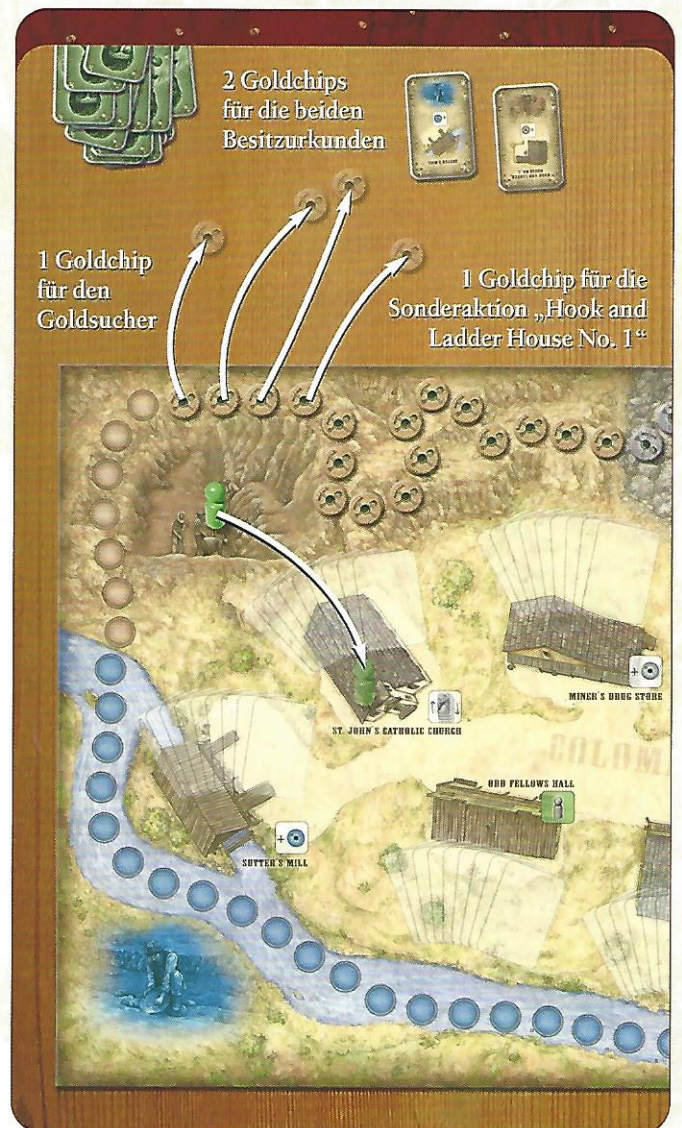 2 Goldchips
für die beiden
Besitzurkunden
1 Goldchip
für den
Goldsucher
1 Goldchip für die
Sonderaktion „Hook and
Ladder House No. 1“
MINER'S DRUG STORE
ST. JOHN'S CATHOLIC CHURCH
ODD FELLOWS HALL
SUTTER'S MILL